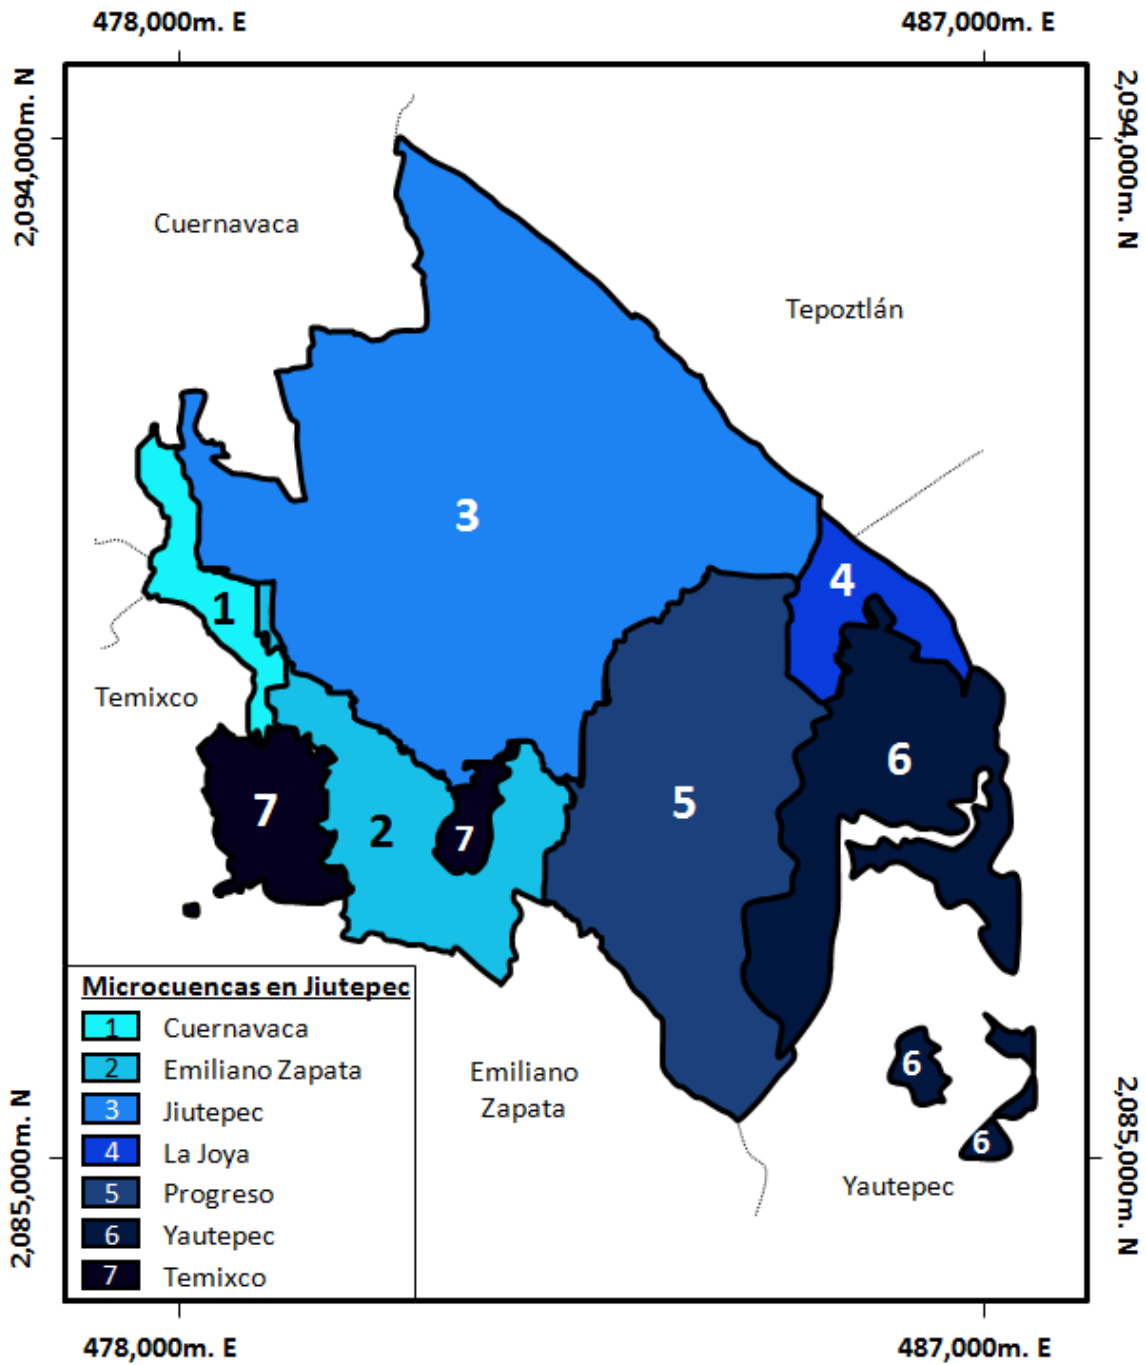 478,000m. E
487,000m. E
2,094,000m. N
2,094,000m. N
Cuernavaca
Tepoztlán
3
4
1
Temixco
6
7
5
2
7
Microcuencas en Jiutepec
1 Cuernavaca
2 Emiliano Zapata
3 Jiutepec
4 La Joya
5 Progreso
6 Yautepec
7 Temixco
Emiliano
Zapata
6
6
Yautepec
2,085,000m. N
2,085,000m. N
478,000m. E
487,000m. E